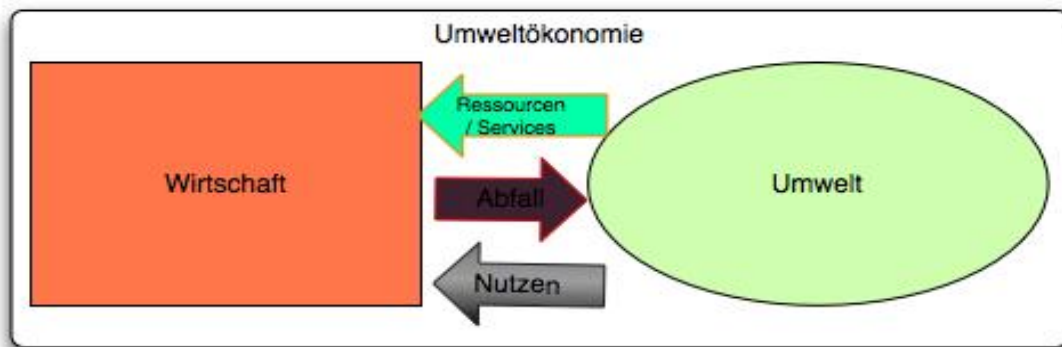 Umweltökonomie
Ressourcen
/ Services
Wirtschaft
Abfall
Umwelt
Nutzen